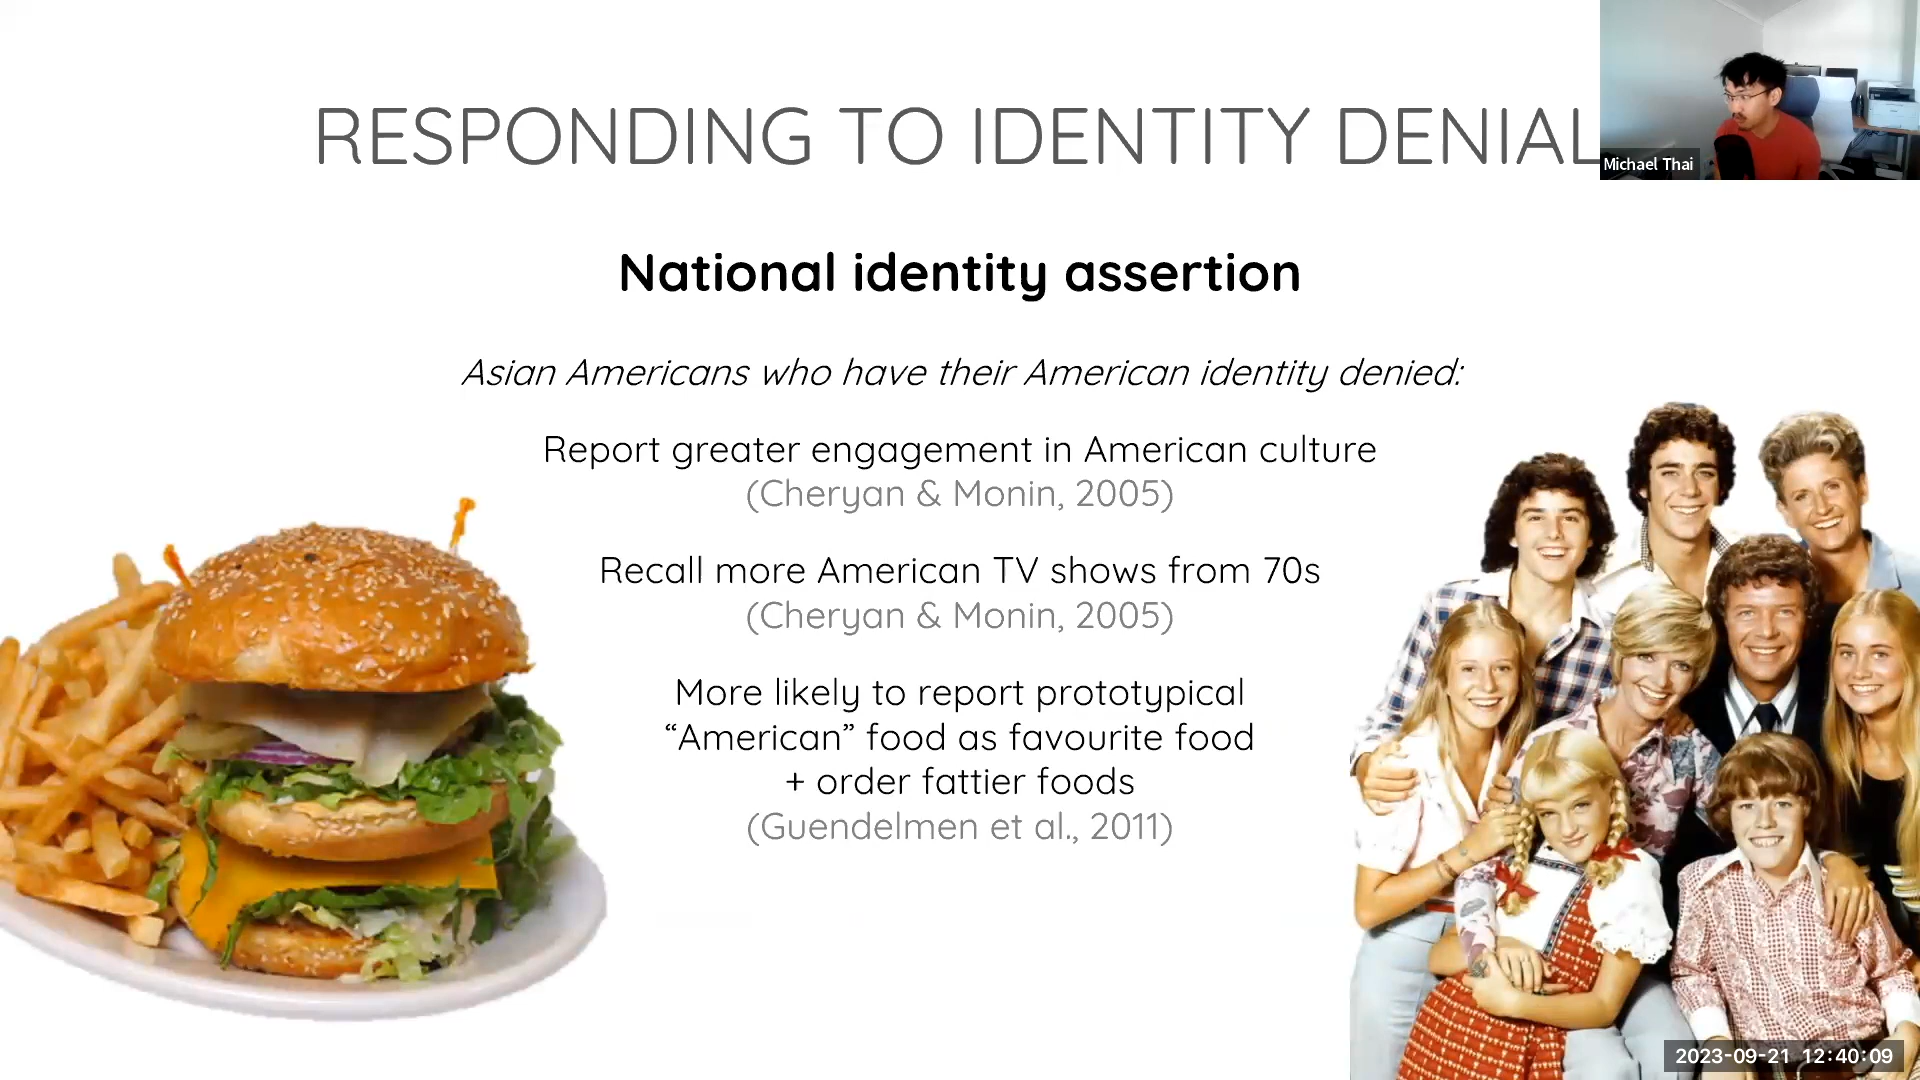 RESPONDING TO IDENTITY DENIAL
Michael Thai
National identity assertion
Asian Americans who have their American identity denied:
Report greater engagement in American culture
(Cheryan & Monin, 2005)
Recall more American TV shows from 70s
(Cheryan & Monin, 2005)
More likely to report prototypical
“American” food as favourite food
+ order fattier foods
(Guendelmen et al., 2011)
2023-09-21 12:40:09